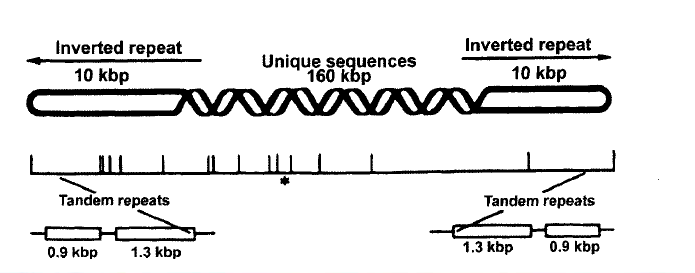 Inverted repeat
10 kbp
Unique sequences
160 kbp
Inverted repeat
10 kbp
*
Tandem repeats
0.9 kbp 1.3 kbp
Tandem repeats
1.3 kbp 0.9 kbp